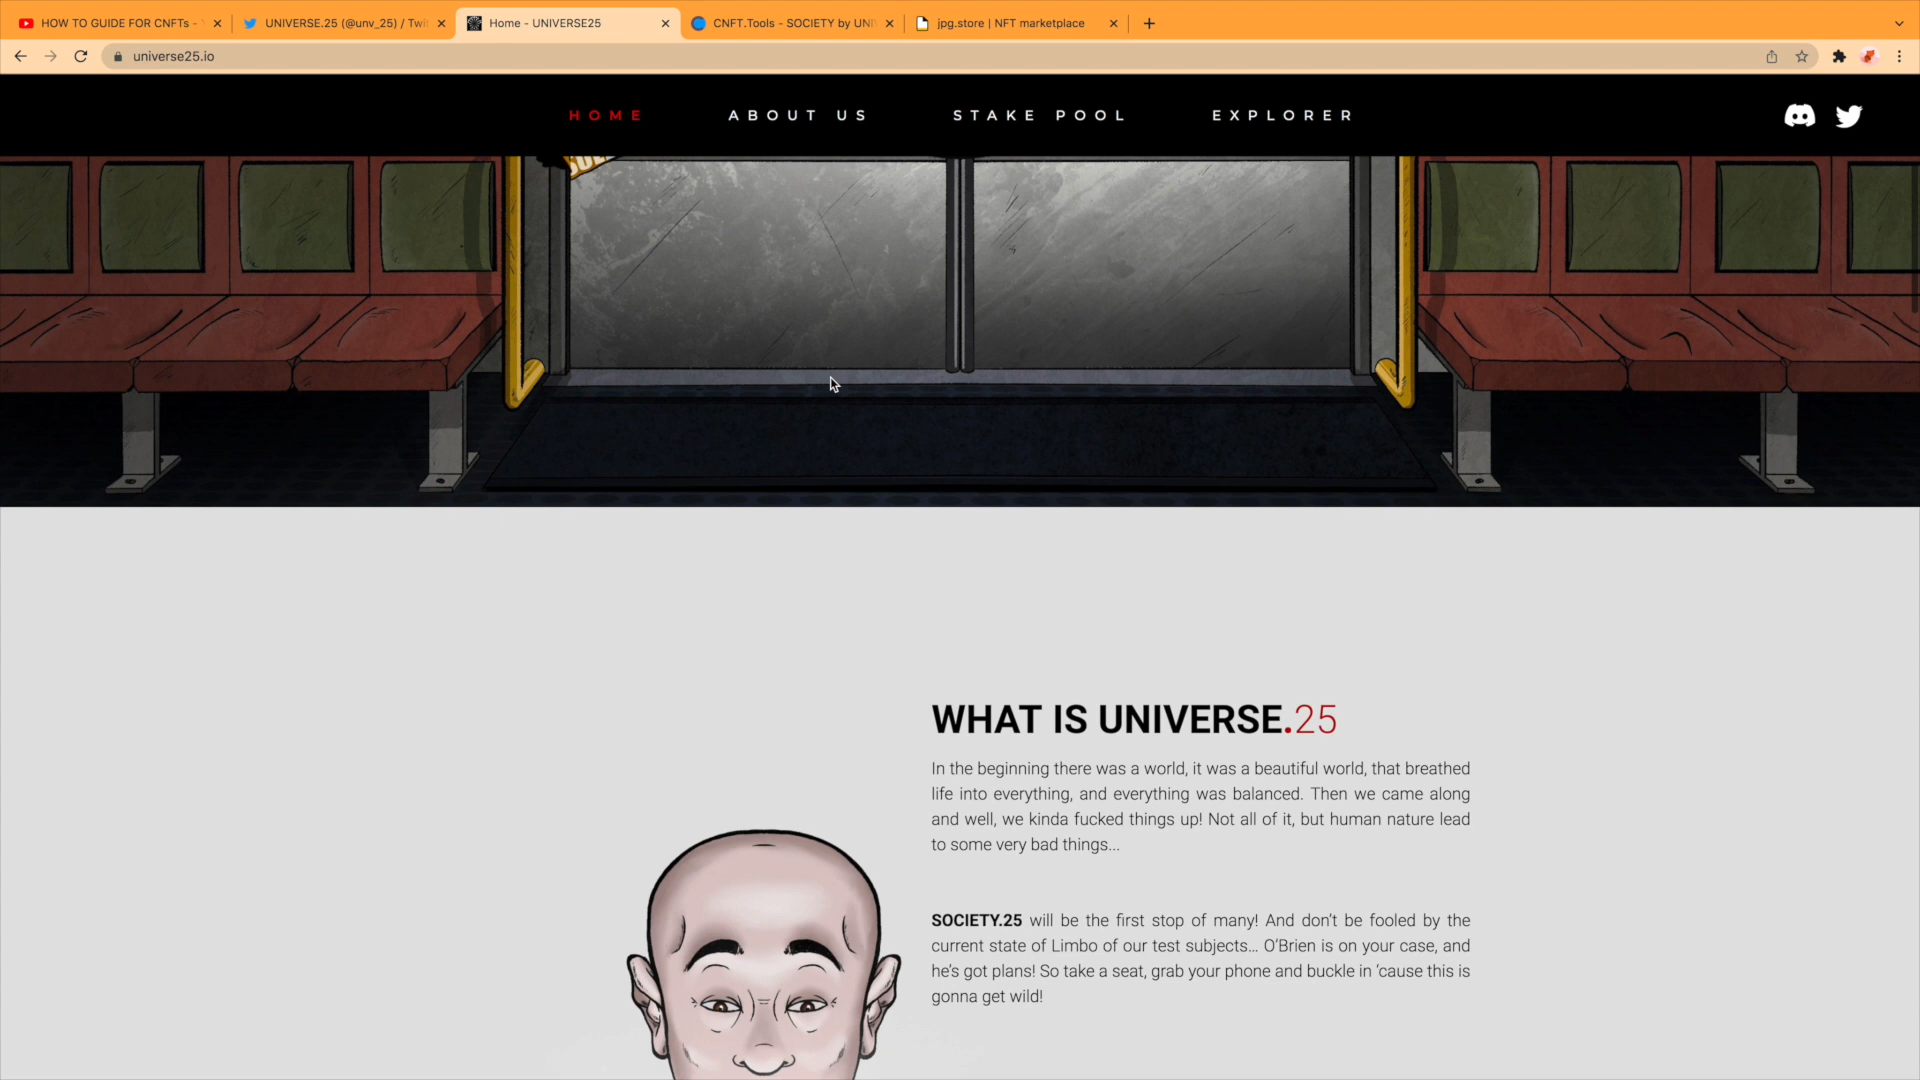 HOW TO GUIDE FOR CNFTs -
UNIVERSE.25 (@unv_25) / Twi
Home - UNIVERSE25
CNFT.Tools - SOCIETY by UNI
jpg.store | NFT marketplace
universe25.io
HOME
ABOUT US
STAKE POOL
EXPLORER
WHAT IS UNIVERSE.25
In the beginning there was a world, it was a beautiful world, that breathed
life into everything, and everything was balanced. Then we came along
and well, we kinda fucked things up! Not all of it, but human nature lead
to some very bad things...
SOCIETY.25 will be the first stop of many! And don't be fooled by the
current state of Limbo of our test subjects... O'Brien is on your case, and
he's got plans! So take a seat, grab your phone and buckle in 'cause this is
gonna get wild!